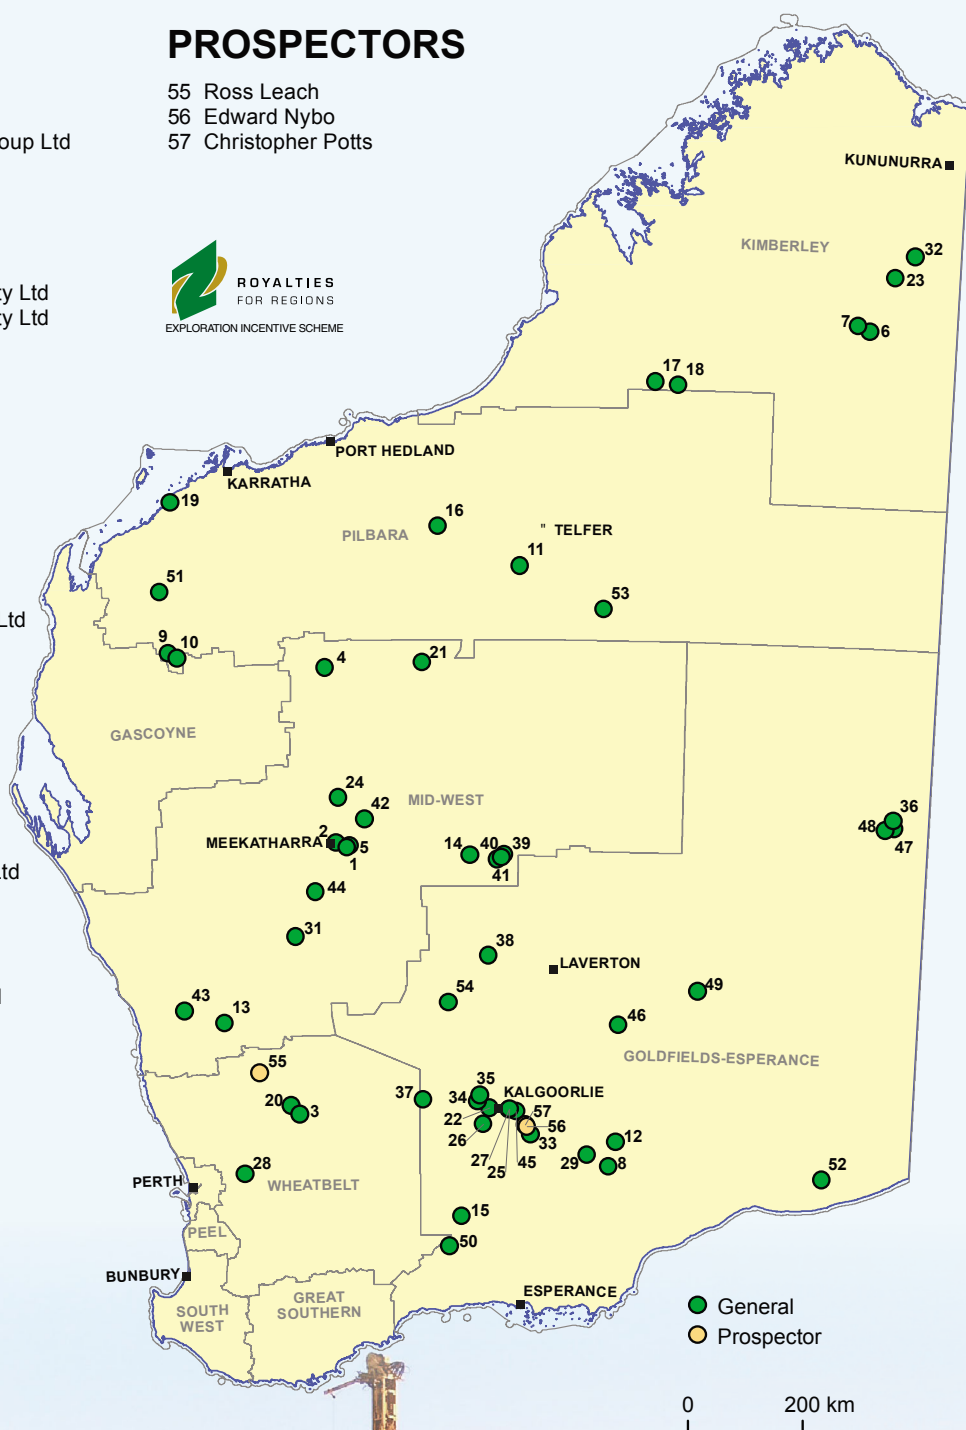 PROSPECTORS
55 Ross Leach
56 Edward Nybo
57 Christopher Potts
oup Ltd
ty Ltd
ty Ltd
Ltd
Ltd
ROYALTIES
FOR REGIONS
EXPLORATION INCENTIVE SCHEME
KUNUNURRA
KIMBERLEY
32
23
7
6
17
18
PORT HEDLAND
KARRATHA
19
16
PILBARA
" TELFER
11
51
53
9
10
4
21
GASCOYNE
24
MID-WEST
42
36
48
47
2
MEEKATHARRA
5
1
14
40
39
41
44
31
38
LAVERTON
54
49
43
13
46
GOLDFIELDS-ESPERANCE
55
35
37
34
KALGOORLIE
20
3
22
57
56
26
33
12
27
25
45
29
8
28
PERTH
WHEATBELT
52
15
PEEL
50
BUNBURY
ESPERANCE
GREAT
SOUTHERN
SOUTH
WEST
General
Prospector
0
200 km